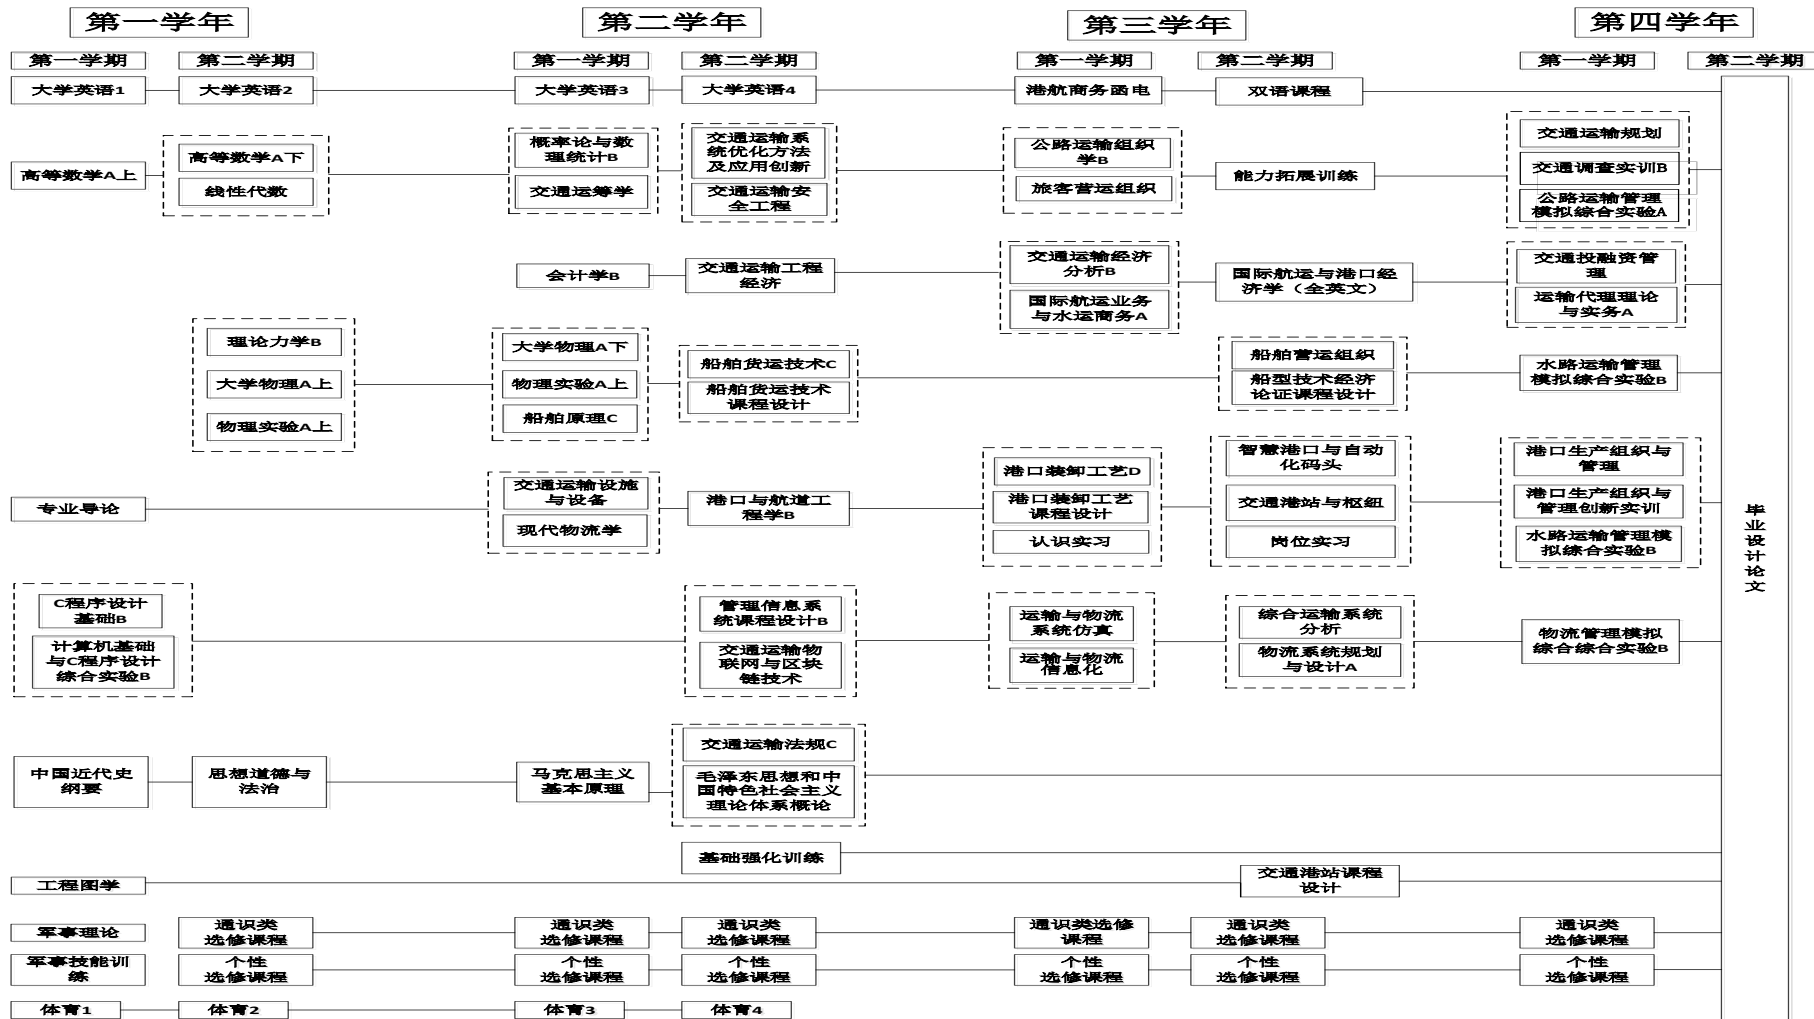 第一学年
第二学年
第三学年
第四学年
第一学期
第二学期
第一学期
第二学期
第一学期
第二学期
第一学期
第二学期
大学英语1
大学英语2
大学英语3
大学英语4
港航商务函电
双语课程
高等数学A上
高等数学A下
线性代数
概率论与数
理统计B
交通运筹学
交通运输系
统优化方法
及应用创新
交通运输安
全工程
公路运输组织
学B
旅客营运组织
能力拓展训练
交通运输规划
交通调查实训B
公路运输管理
模拟综合实验A
会计学B
交通运输工程
经济
交通运输经济
分析B
国际航运业务
与水运商务A
国际航运与港口经
济学（全英文）
交通投融资管
理
运输代理理论
与实务A
理论力学B
大学物理A上
物理实验A上
大学物理A下
物理实验A上
船舶原理C
船舶货运技术C
船舶货运技术
课程设计
船舶营运组织
船型技术经济
论证课程设计
水路运输管理
模拟综合实验B
专业导论
交通运输设施
与设备
现代物流学
港口与航道工
程学B
港口装卸工艺D
港口装卸工艺
课程设计
认识实习
智慧港口与自动
化码头
交通港站与枢纽
岗位实习
港口生产组织与
管理
港口生产组织与
管理创新实训
水路运输管理模
拟综合实验B
C程序设计
基础B
计算机基础
与C程序设计
综合实验B
管理信息系
统课程设计B
交通运输物
联网与区块
链技术
运输与物流
系统仿真
运输与物流
信息化
综合运输系统
分析
物流系统规划
与设计A
物流管理模拟
综合综合实验B
中国近代史
纲要
思想道德与
法治
马克思主义
基本原理
交通运输法规C
毛泽东思想和中
国特色社会主义
理论体系概论
基础强化训练
工程图学
交通港站课程
设计
军事理论
通识类
选修课程
通识类
选修课程
通识类
选修课程
通识类选修
课程
通识类
选修课程
通识类
选修课程
军事技能训
练
个性
选修课程
个性
选修课程
个性
选修课程
个性
选修课程
个性
选修课程
个性
选修课程
体育1
体育2
体育3
体育4
毕业设计论文